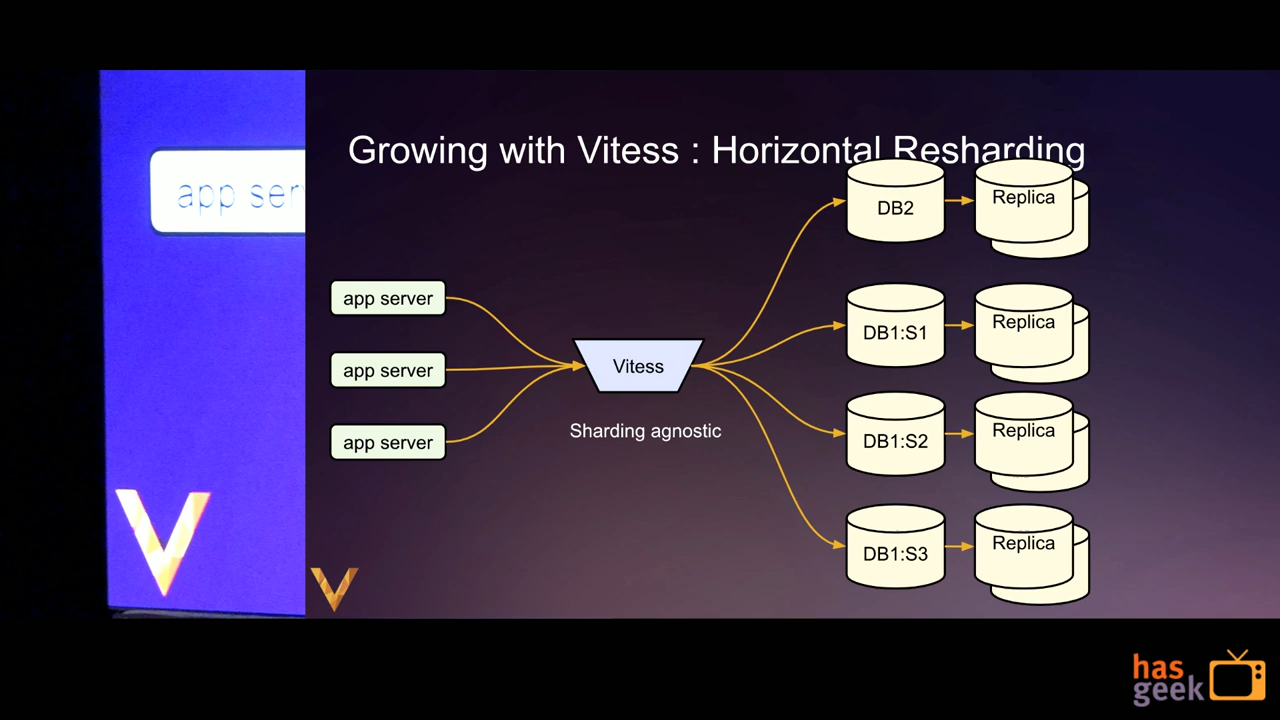 app ser
Growing with Vitess : Horizontal Resharding
app server
app server
app server
Vitess
Sharding agnostic
DB2
Replica
DB1:S1
Replica
DB1:S2
Replica
DB1:S3
Replica
has
geek